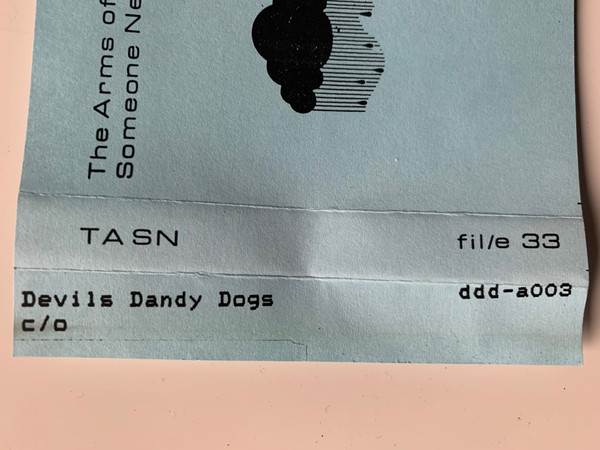 The Arms of
Someone Ne
TASN
fil/e 33
Devils Dandy Dogs
ddd-a003
c/o